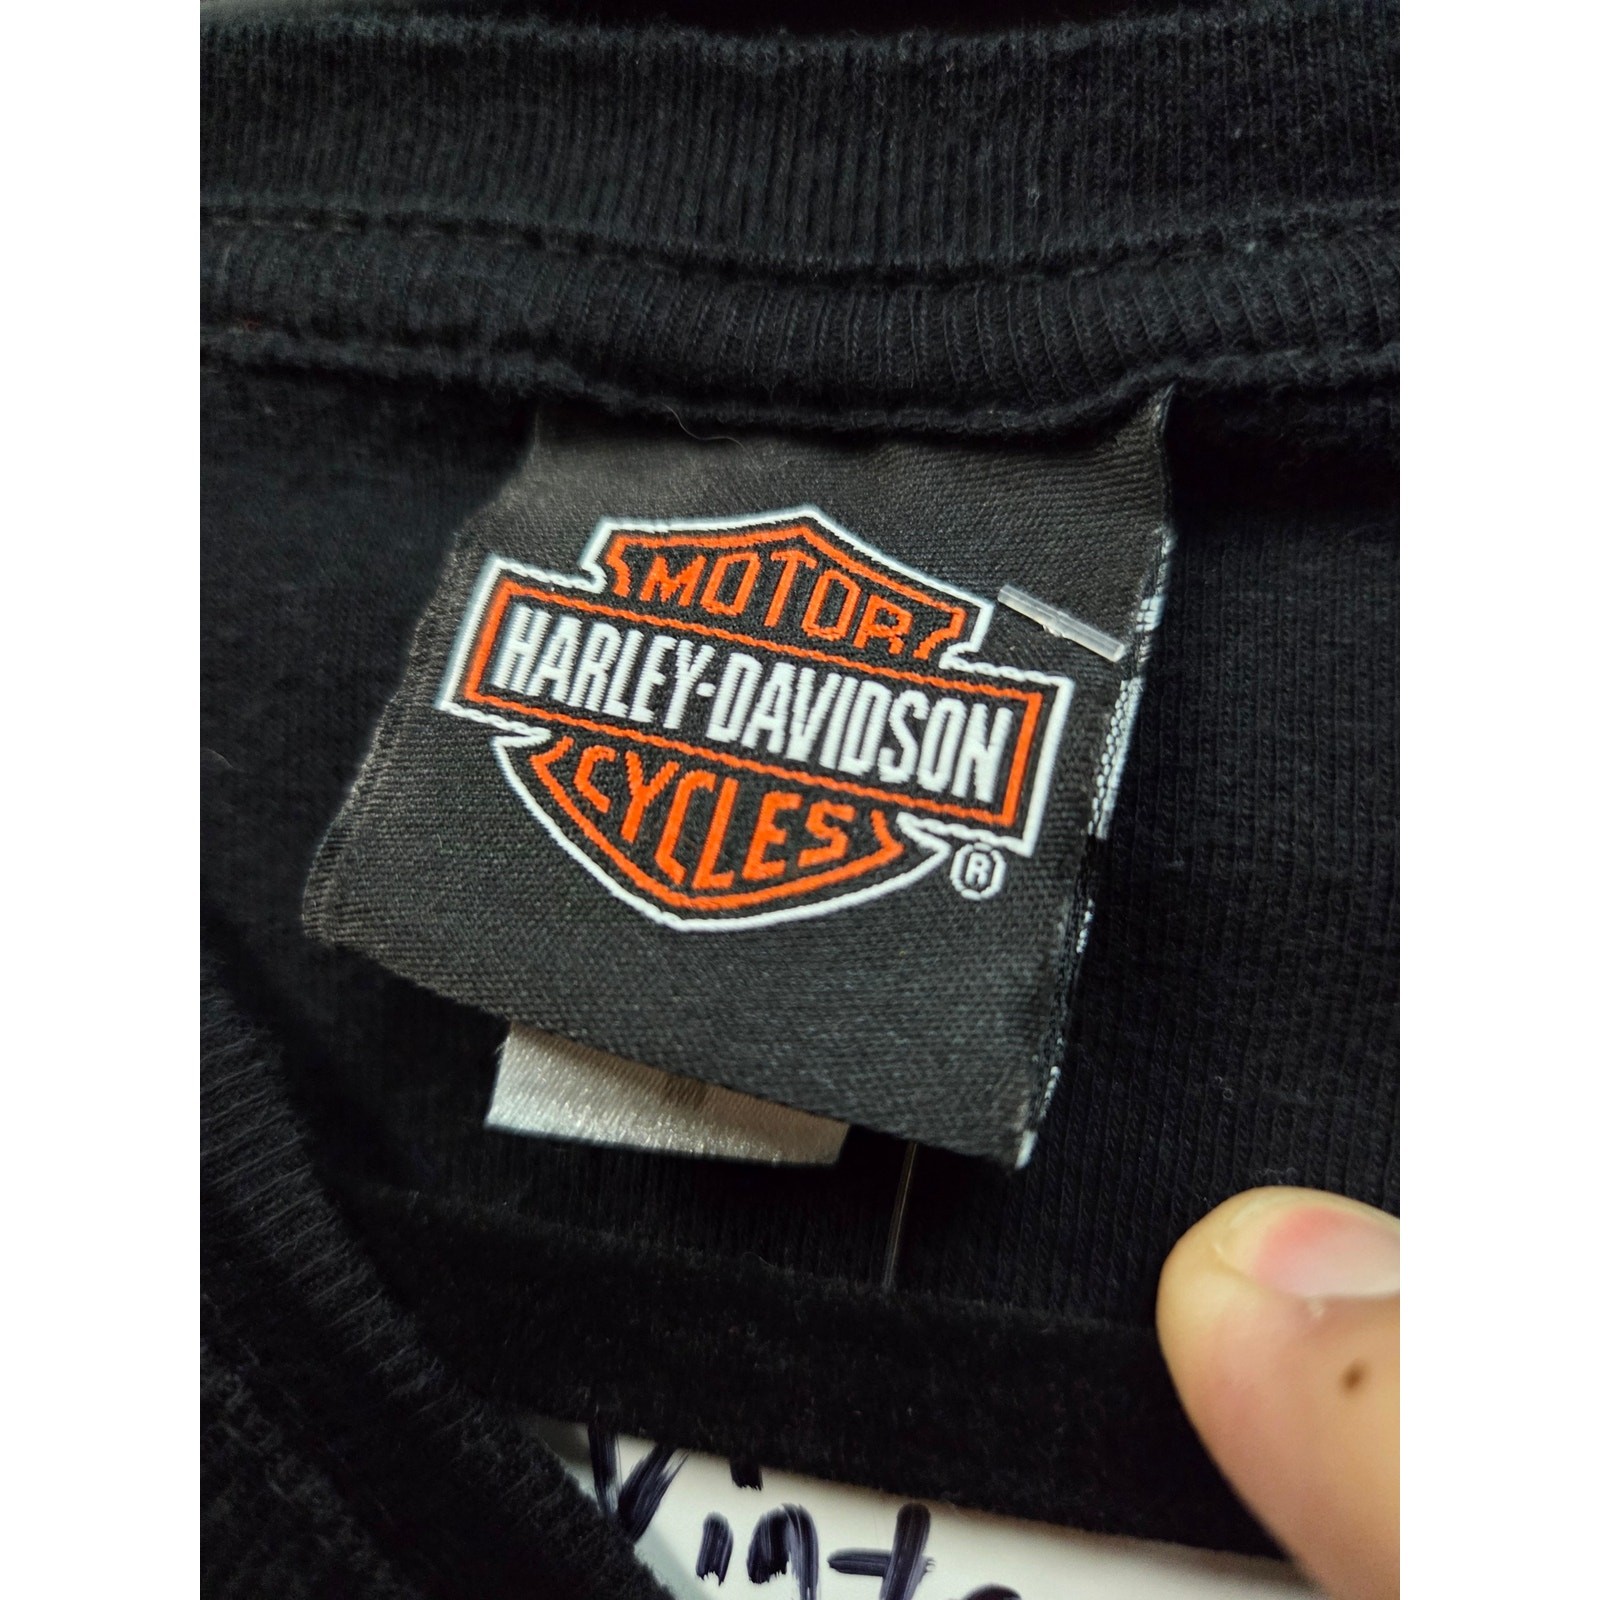 MOTOR
HARLEY-DAVIDSON
CYCLES
®